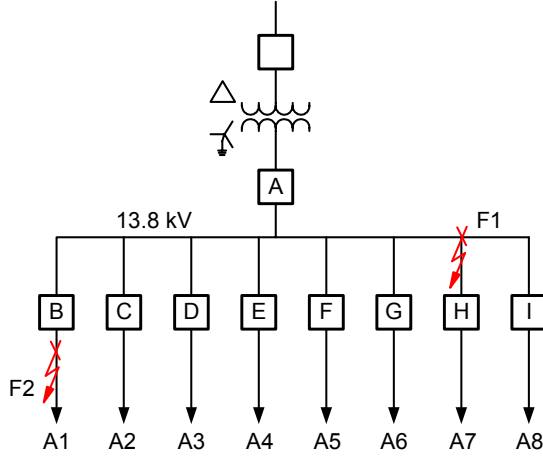 A
13.8 kV
F1
B C D E F G H I
F2
A1 A2 A3 A4 A5 A6 A7 A8